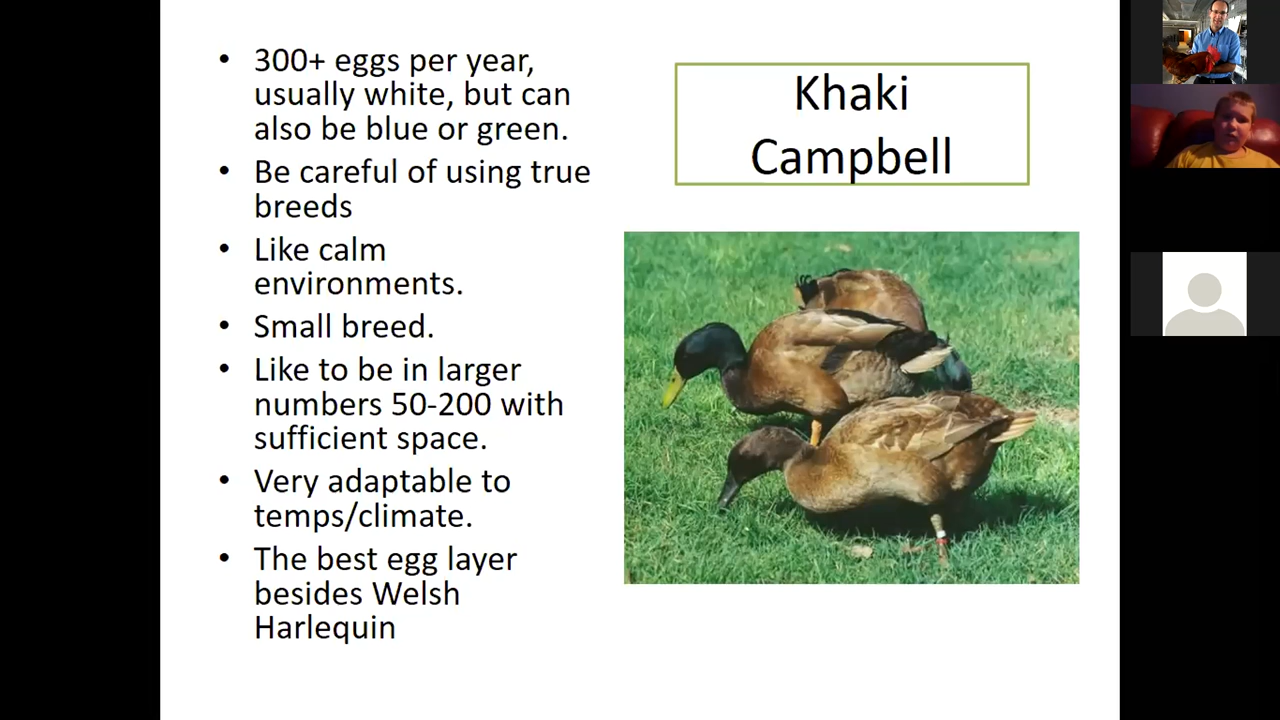 • 300+ eggs per year,
usually white, but can
also be blue or green.
• Be careful of using true
breeds
• Like calm
environments.
• Small breed.
• Like to be in larger
numbers 50-200 with
sufficient space.
• Very adaptable to
temps/climate.
• The best egg layer
besides Welsh
Harlequin
Khaki
Campbell